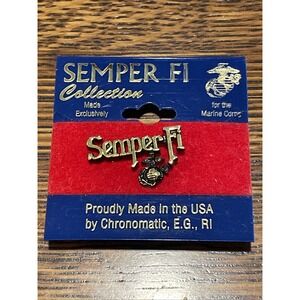 SEMPER FI
Collection
Made
Exclusively
for the
Marine Corps
Semper Fi
Proudly Made in the USA
by Chronomatic, E.G., RI